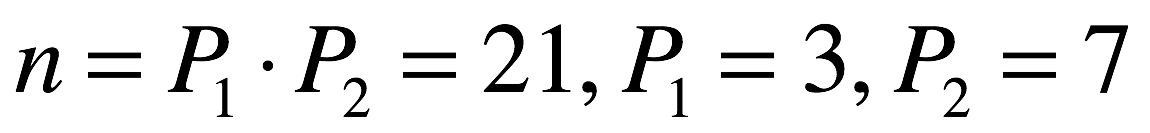 n = P₁ · P₂ = 21, P₁ = 3, P₂ = 7